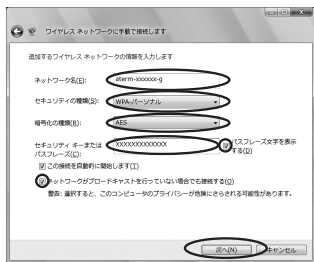 ワイヤレス ネットワークに手動で接続します
追加するワイヤレス ネットワークの情報を入力します
ネットワーク名(E): aterm-xxxxxx-g
セキュリティの種類(S): WPA-パーソナル
暗号化の種類(R): AES
セキュリティ キーまたは パスフレーズ(C): XXXXXXXXXXXXX
パスフレーズ文字を表示する(D)
この接続を自動的に開始します(T)
ネットワークがブロードキャストを行っていない場合でも接続する(O)
警告: 選択すると、このコンピュータのプライバシーが危険にさらされる可能性があります。
次へ(N) キャンセル